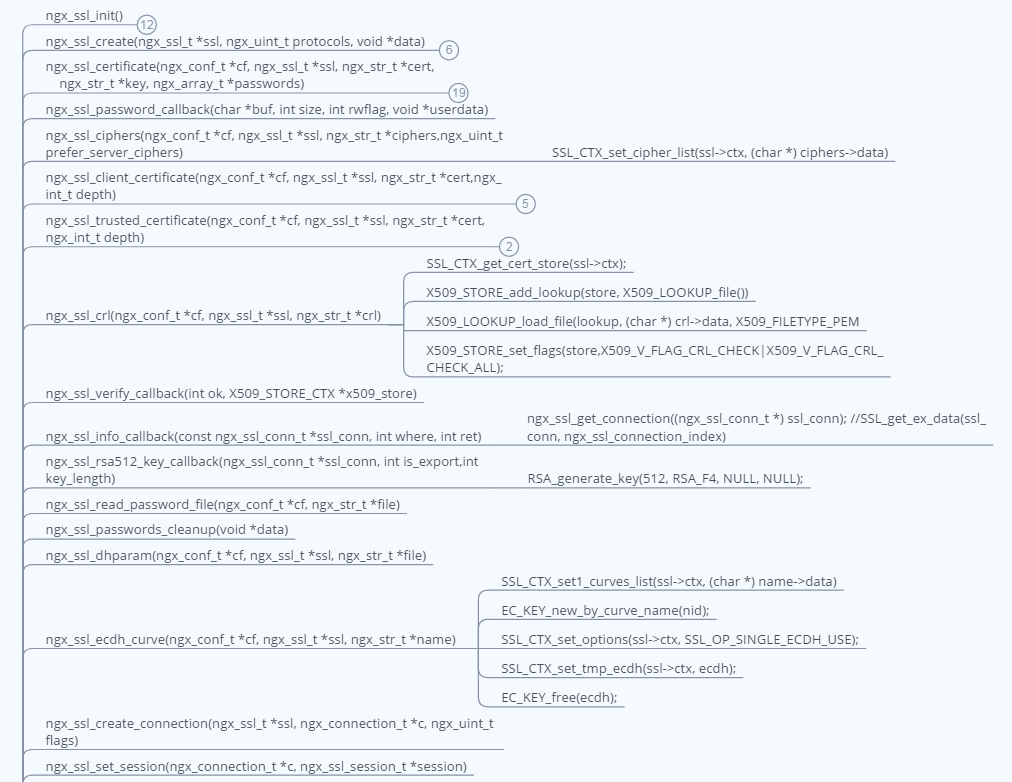 ngx_ssl_init()
12
ngx_ssl_create(ngx_ssl_t *ssl, ngx_uint_t protocols, void *data)
6
ngx_ssl_certificate(ngx_conf_t *cf, ngx_ssl_t *ssl, ngx_str_t *cert,
ngx_str_t *key, ngx_array_t *passwords)
19
ngx_ssl_password_callback(char *buf, int size, int rwflag, void *userdata)
ngx_ssl_ciphers(ngx_conf_t *cf, ngx_ssl_t *ssl, ngx_str_t *ciphers,ngx_uint_t
prefer_server_ciphers)
SSL_CTX_set_cipher_list(ssl->ctx, (char *) ciphers->data)
ngx_ssl_client_certificate(ngx_conf_t *cf, ngx_ssl_t *ssl, ngx_str_t *cert,ngx_
int_t depth)
5
ngx_ssl_trusted_certificate(ngx_conf_t *cf, ngx_ssl_t *ssl, ngx_str_t *cert,
ngx_int_t depth)
2
ngx_ssl_crl(ngx_conf_t *cf, ngx_ssl_t *ssl, ngx_str_t *crl)
SSL_CTX_get_cert_store(ssl->ctx);
X509_STORE_add_lookup(store, X509_LOOKUP_file())
X509_LOOKUP_load_file(lookup, (char *) crl->data, X509_FILETYPE_PEM
X509_STORE_set_flags(store,X509_V_FLAG_CRL_CHECK|X509_V_FLAG_CRL_
CHECK_ALL);
ngx_ssl_verify_callback(int ok, X509_STORE_CTX *x509_store)
ngx_ssl_info_callback(const ngx_ssl_conn_t *ssl_conn, int where, int ret)
ngx_ssl_get_connection((ngx_ssl_conn_t *) ssl_conn); //SSL_get_ex_data(ssl_
conn, ngx_ssl_connection_index)
ngx_ssl_rsa512_key_callback(ngx_ssl_conn_t *ssl_conn, int is_export,int
key_length)
RSA_generate_key(512, RSA_F4, NULL, NULL);
ngx_ssl_read_password_file(ngx_conf_t *cf, ngx_str_t *file)
ngx_ssl_passwords_cleanup(void *data)
ngx_ssl_dhparam(ngx_conf_t *cf, ngx_ssl_t *ssl, ngx_str_t *file)
ngx_ssl_ecdh_curve(ngx_conf_t *cf, ngx_ssl_t *ssl, ngx_str_t *name)
SSL_CTX_set1_curves_list(ssl->ctx, (char *) name->data)
EC_KEY_new_by_curve_name(nid);
SSL_CTX_set_options(ssl->ctx, SSL_OP_SINGLE_ECDH_USE);
SSL_CTX_set_tmp_ecdh(ssl->ctx, ecdh);
EC_KEY_free(ecdh);
ngx_ssl_create_connection(ngx_ssl_t *ssl, ngx_connection_t *c, ngx_uint_t
flags)
ngx_ssl_set_session(ngx_connection_t *c, ngx_ssl_session_t *session)